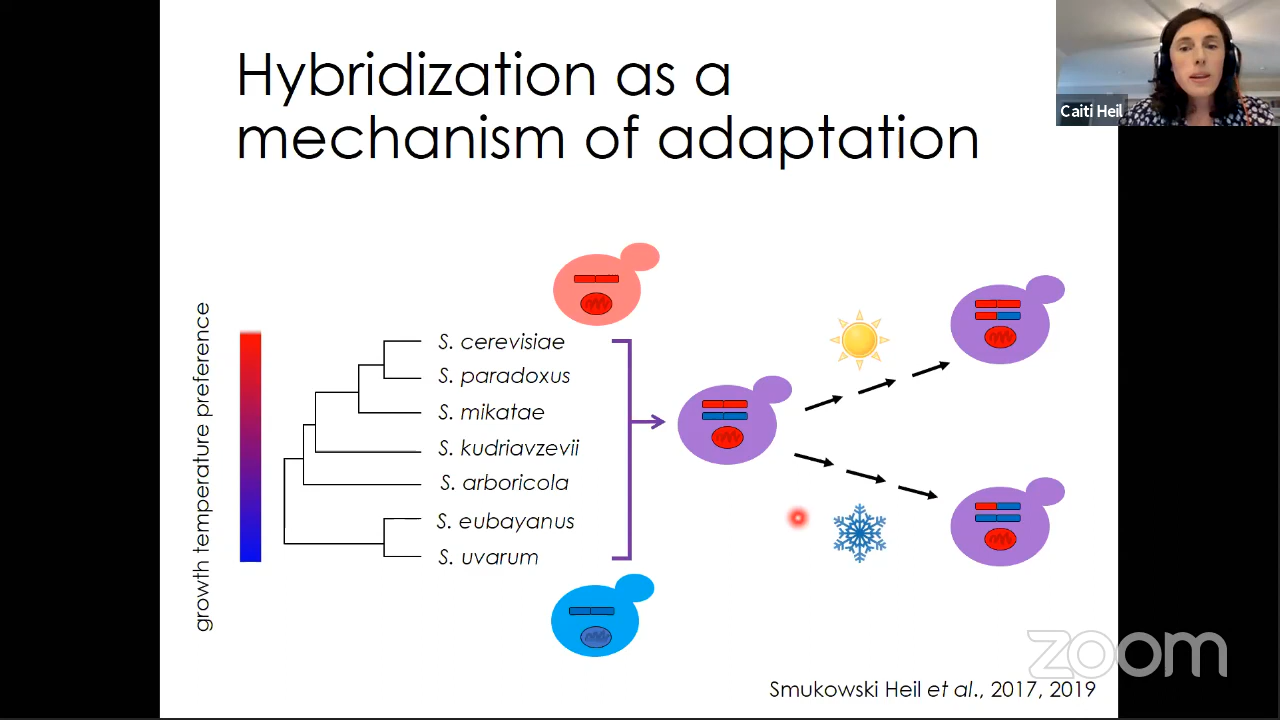 Hybridization as a
mechanism of adaptation
Caiti Heil
growth temperature preference
S. cerevisiae
S. paradoxus
S. mikatae
S. kudriavzevii
S. arboricola
S. eubayanus
S. uvarum
zoom
Smukowski Heil et al., 2017, 2019